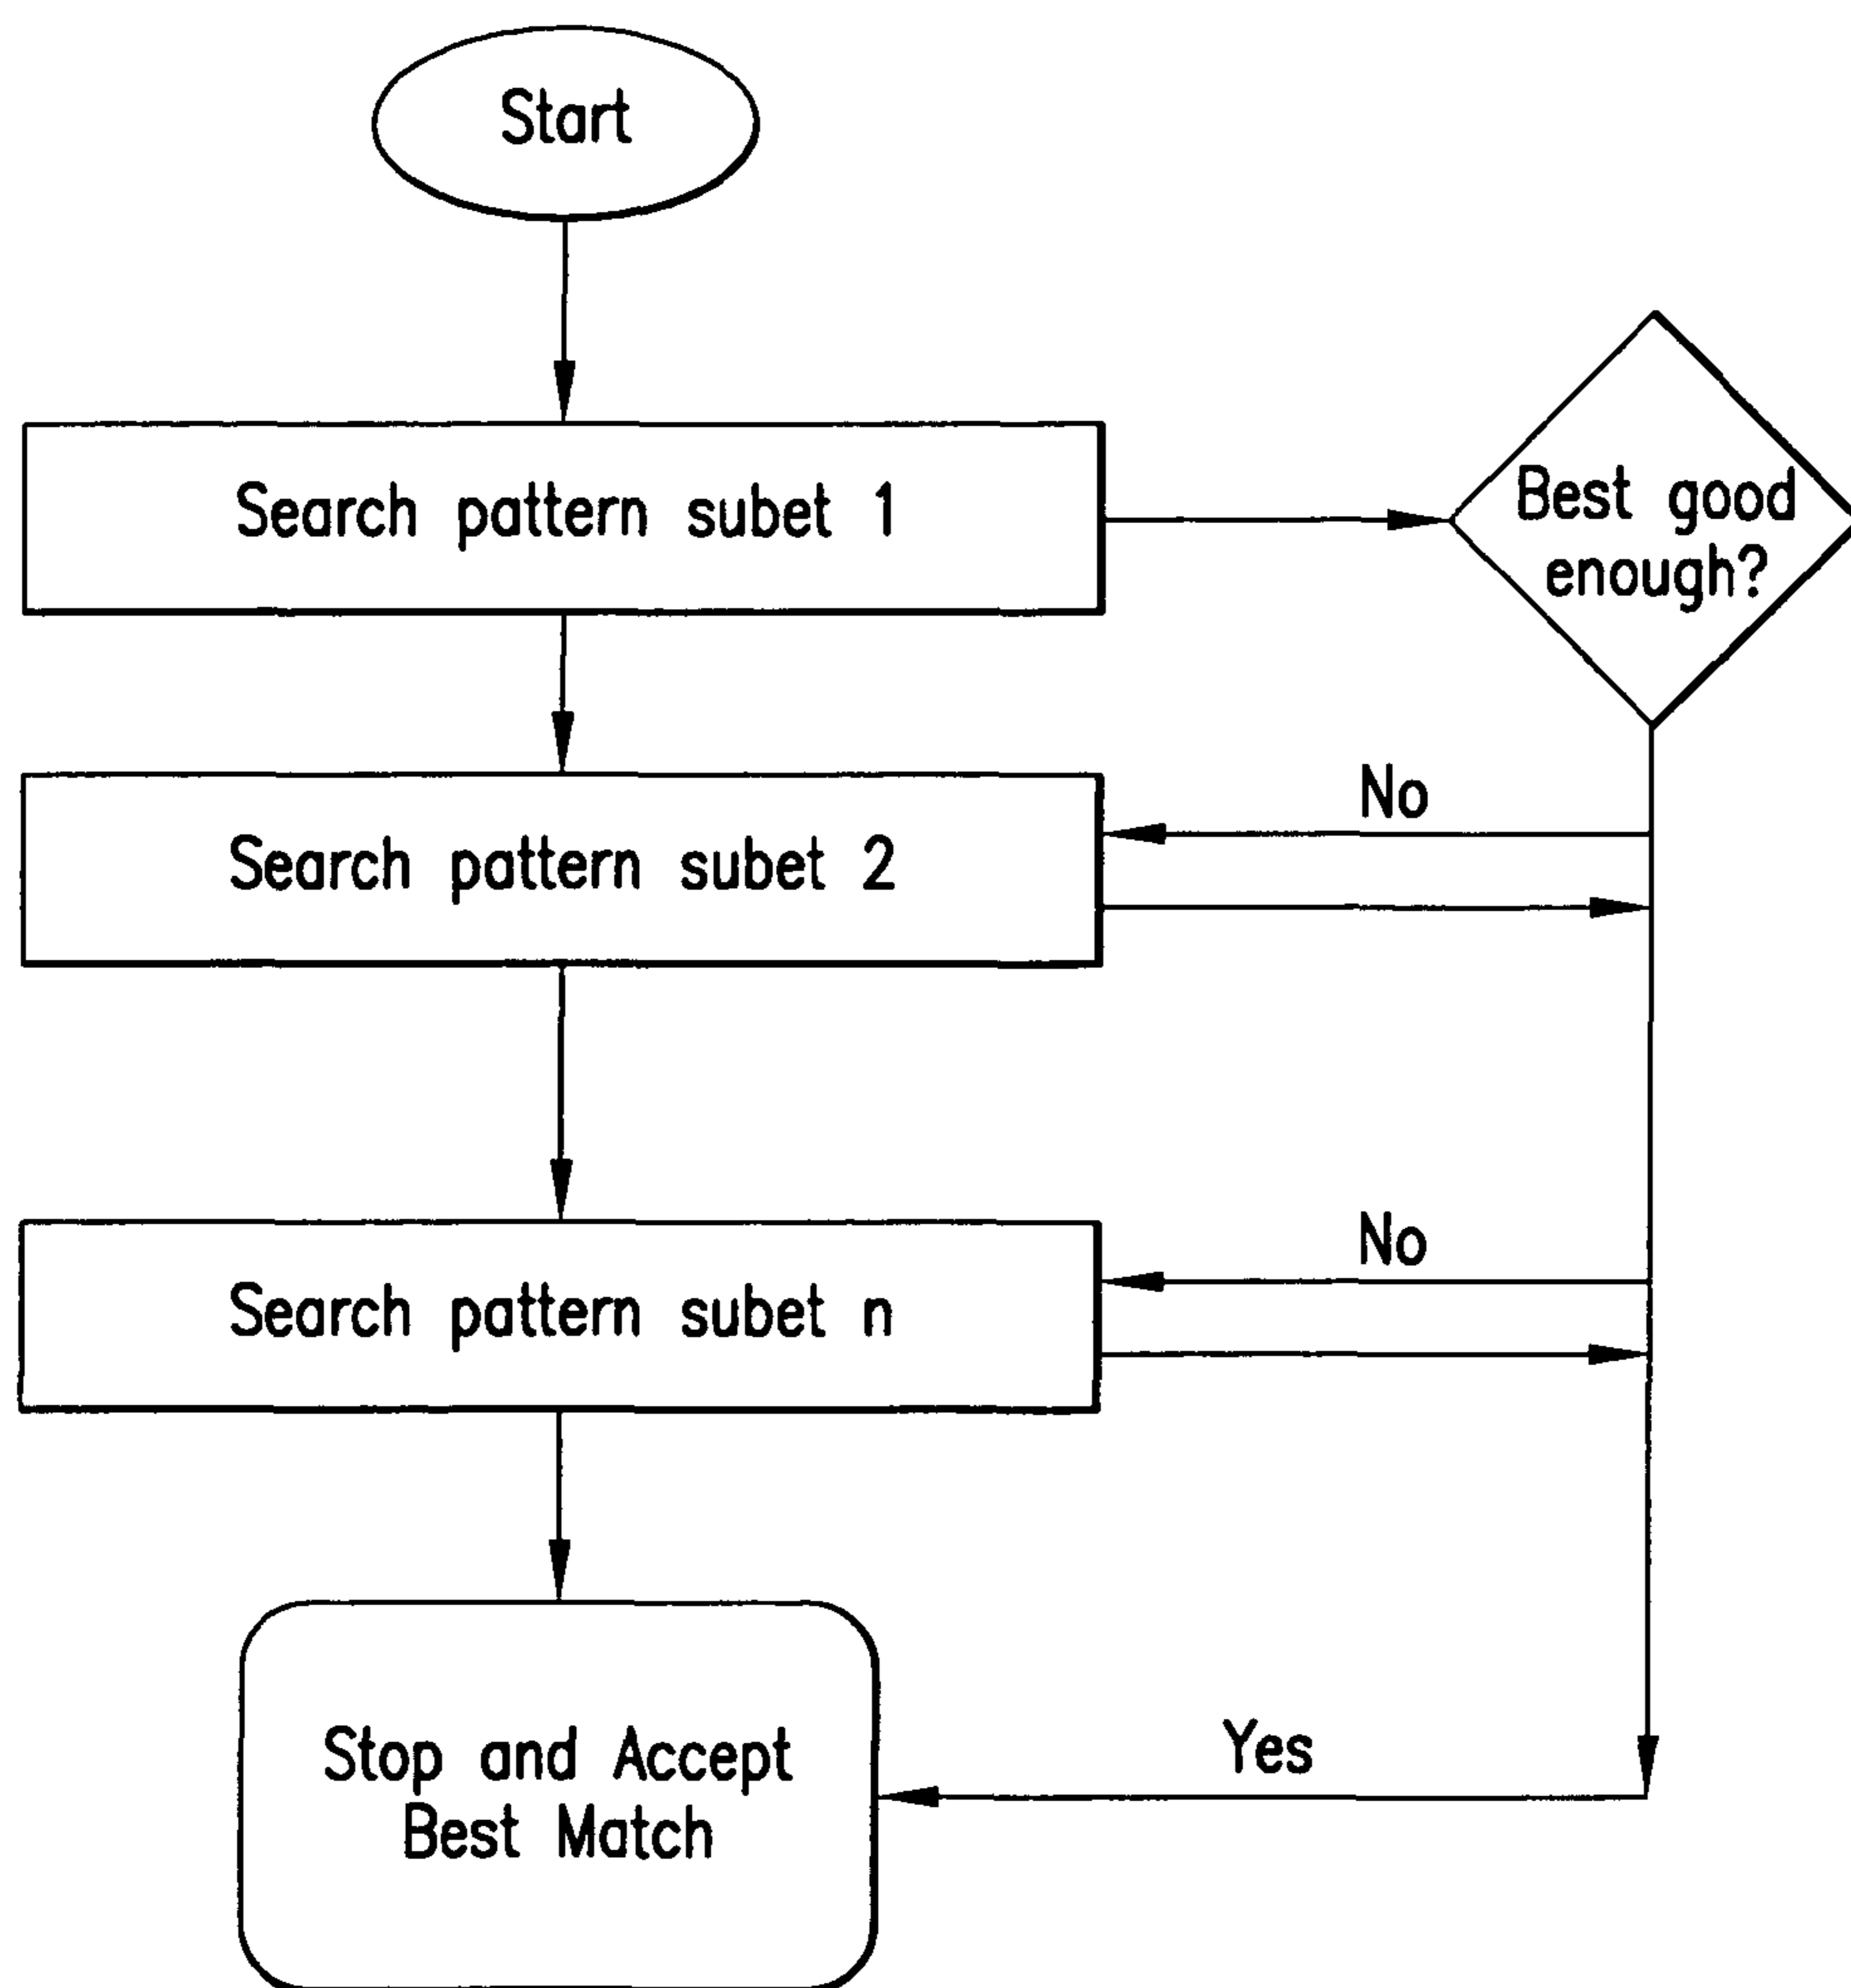 Start
Search pattern subet 1
Best good
enough?
No
Search pattern subet 2
No
Search pattern subet n
Stop and Accept
Best Match
Yes